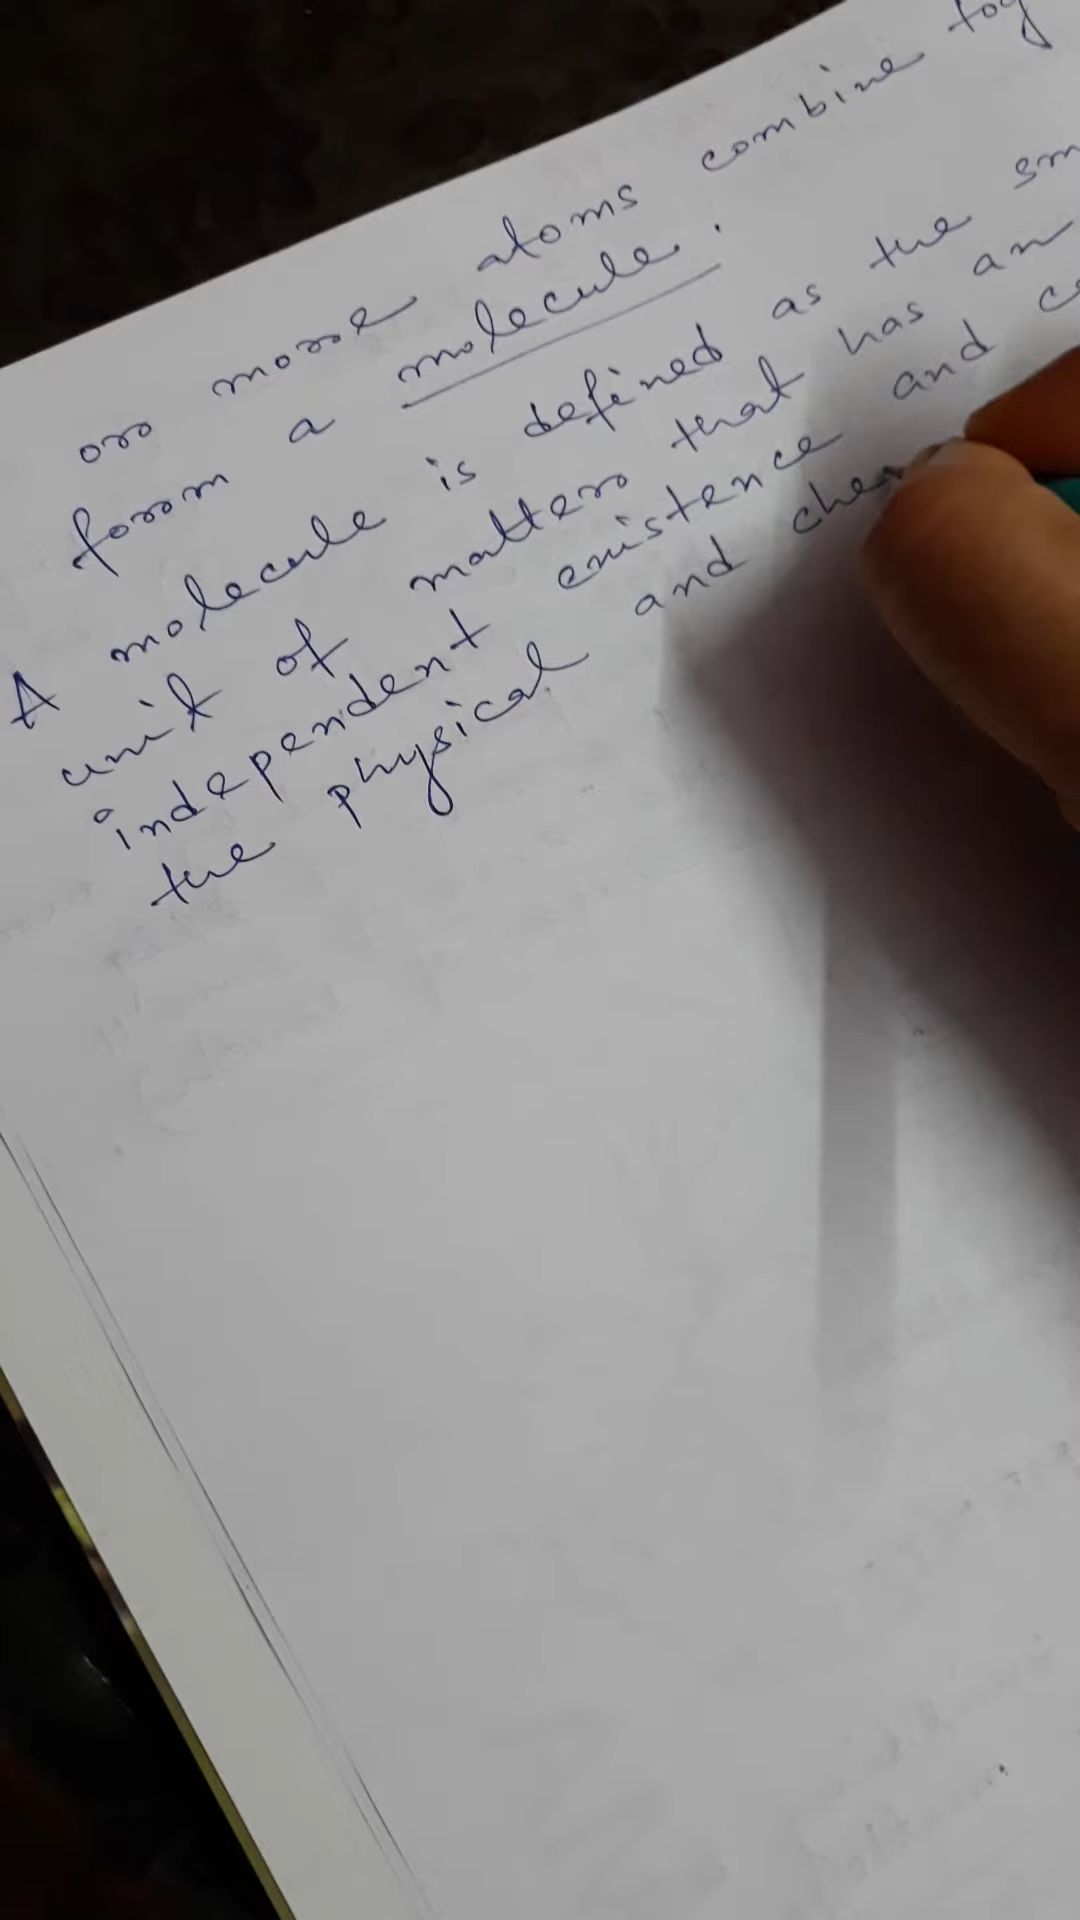 or more atoms combine tog
form a molecule.
A molecule is defined as the sm
unit of matter that has an
independent existence and c
the physical and chem